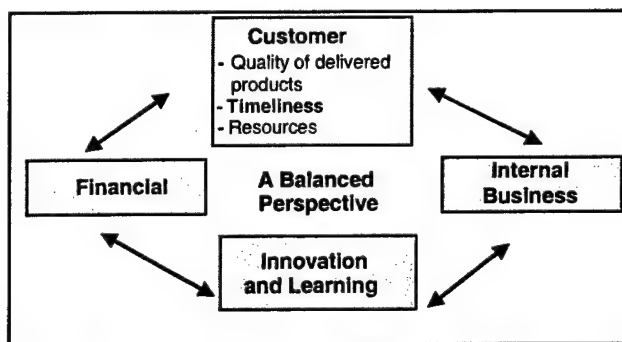 Customer
- Quality of delivered
products
- Timeliness
- Resources
Financial
A Balanced
Perspective
Internal
Business
Innovation
and Learning